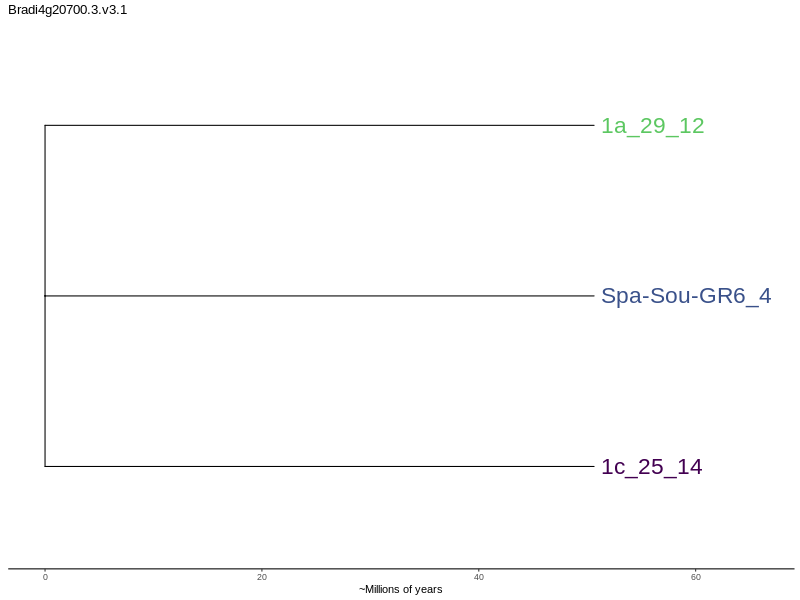 Bradi4g20700.3.v3.1
1a_29_12
Spa-Sou-GR6_4
1c_25_14
0 20 40 60
~Millions of years